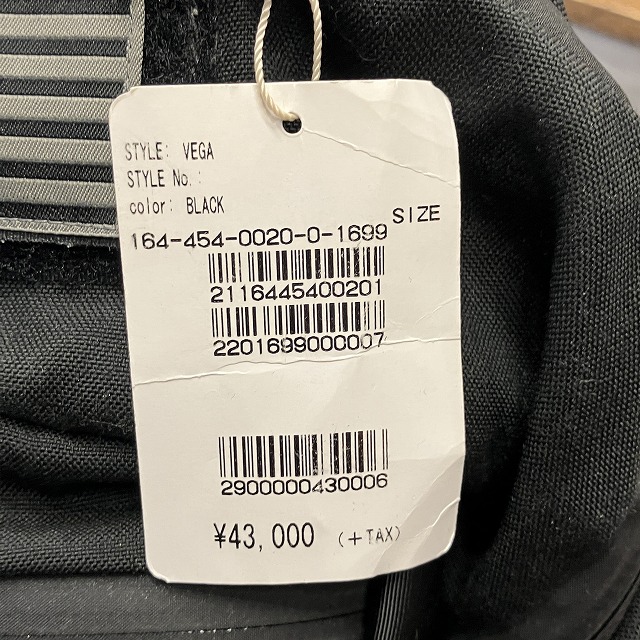 STYLE: VEGA
STYLE No.:
color: BLACK
SIZE
164-454-0020-0-1699
2116445400201
2201699000007
2900000430006
¥43,000 (+TAX)